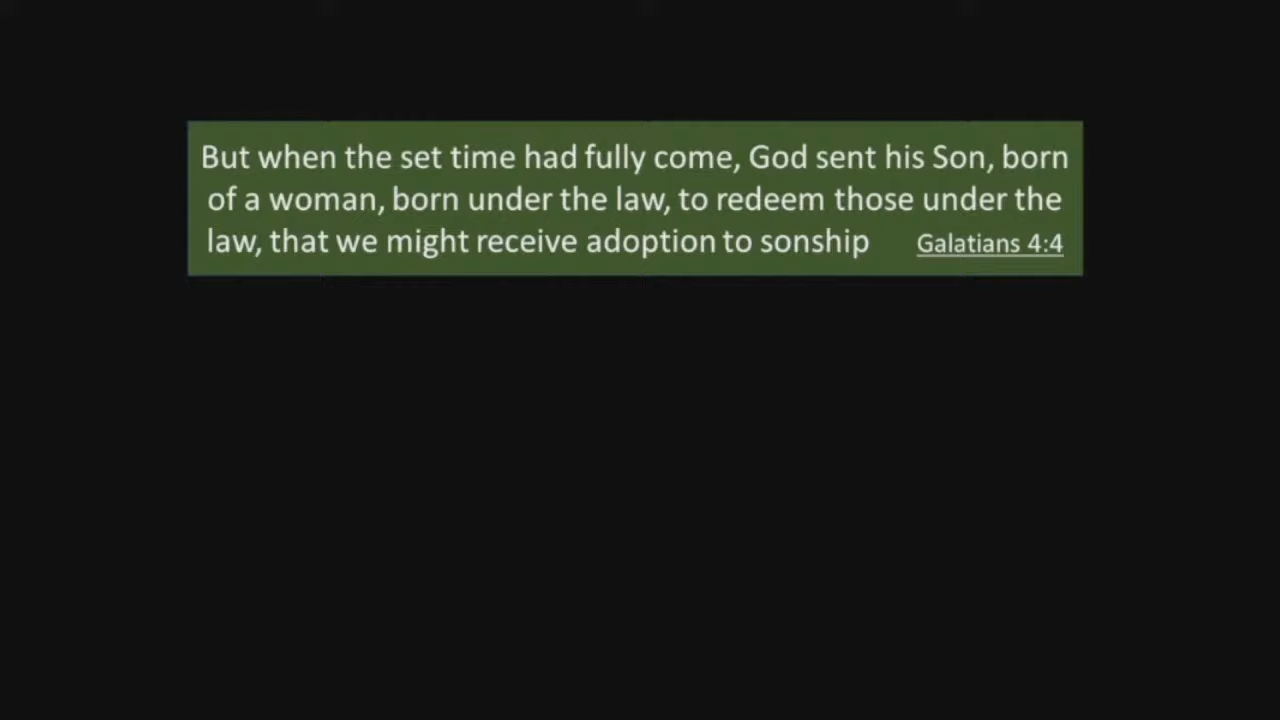 But when the set time had fully come, God sent his Son, born
of a woman, born under the law, to redeem those under the
law, that we might receive adoption to sonship Galatians 4:4